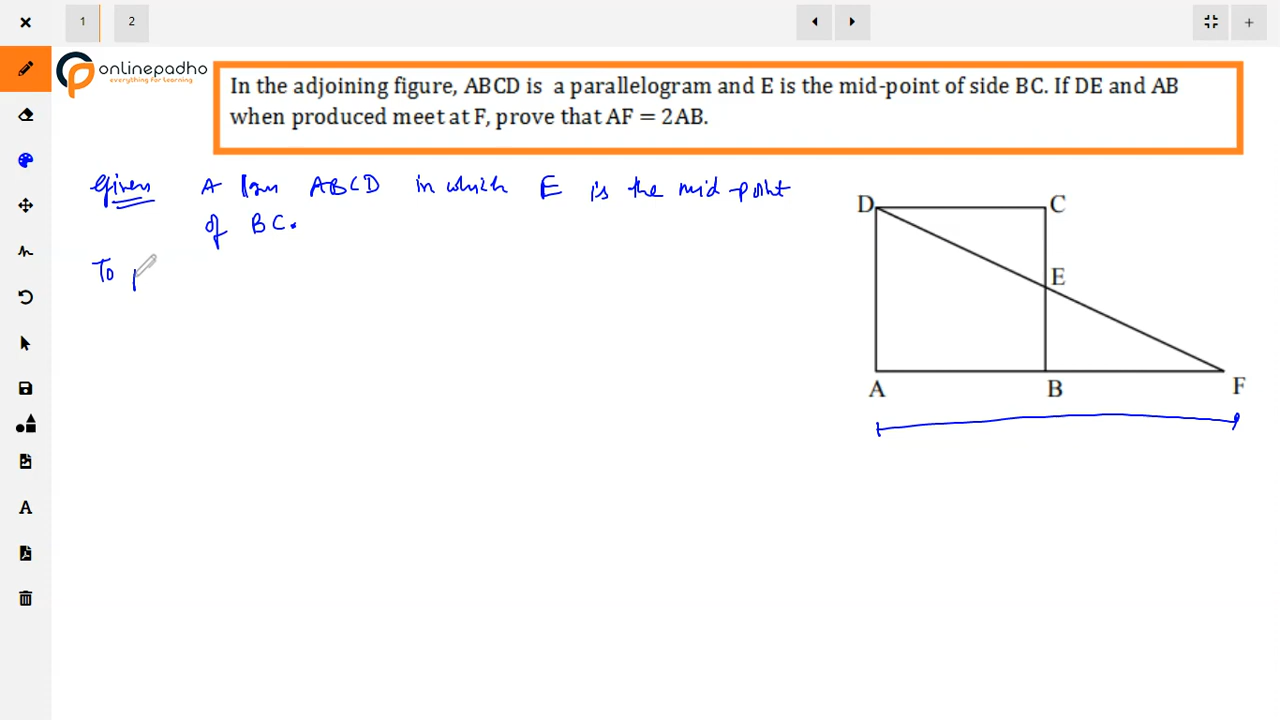 1 2
onlinepadho
everything for learning
In the adjoining figure, ABCD is a parallelogram and E is the mid-point of side BC. If DE and AB
when produced meet at F, prove that AF = 2AB.
Given A ||gm ABCD in which E is the mid-point
of BC.
To p
D C
E
A B F
A